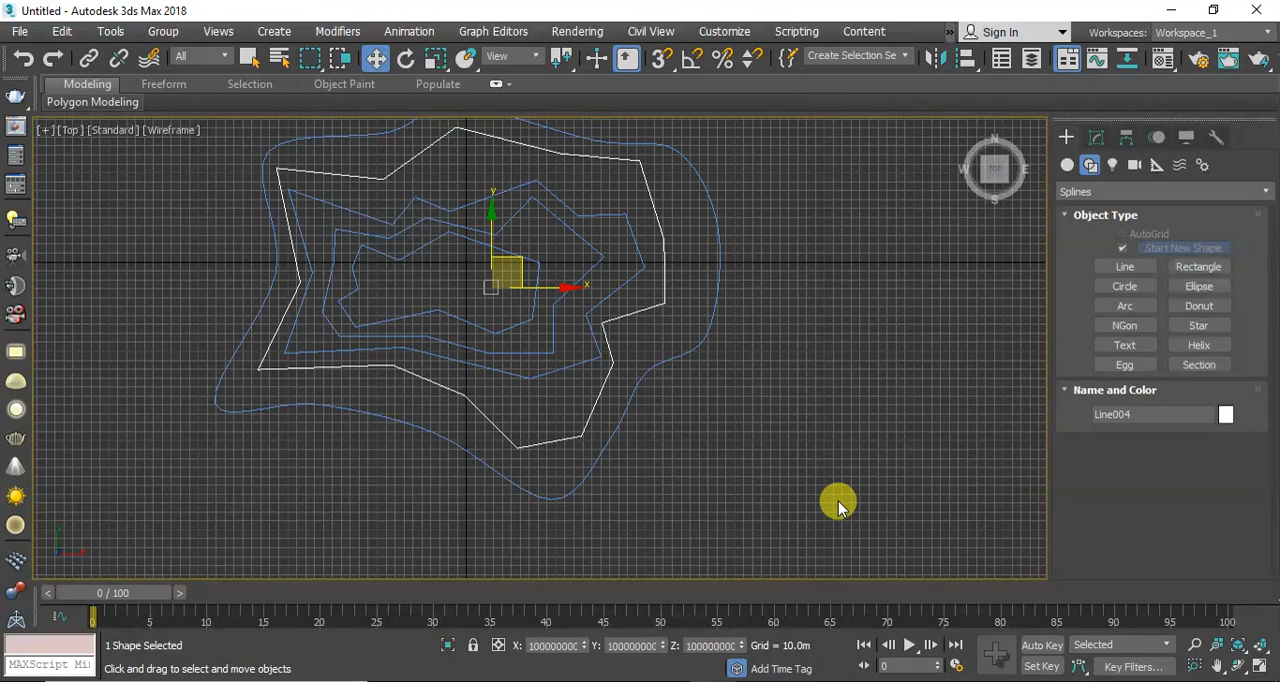 Untitled - Autodesk 3ds Max 2018
File Edit Tools Group Views Create Modifiers Animation Graph Editors Rendering Civil View Customize Scripting Content » Sign In Workspaces: Workspace_1
All View Create Selection Se
Modeling Freeform Selection Object Paint Populate
Polygon Modeling
[+] [Top] [Standard] [Wireframe]
N
W TOP E
S
y
x
Splines
Object Type
AutoGrid
Start New Shape
Line Rectangle
Circle Ellipse
Arc Donut
NGon Star
Text Helix
Egg Section
Name and Color
Line004
< 0 / 100 >
0 5 10 15 20 25 30 35 40 45 50 55 60 65 70 75 80 85 90 95 100
1 Shape Selected X: 10000000 Y: 10000000 Z: 10000000 Grid = 10.0m Auto Key Selected
MAXScript Mi Click and drag to select and move objects Add Time Tag 0 Set Key Key Filters...